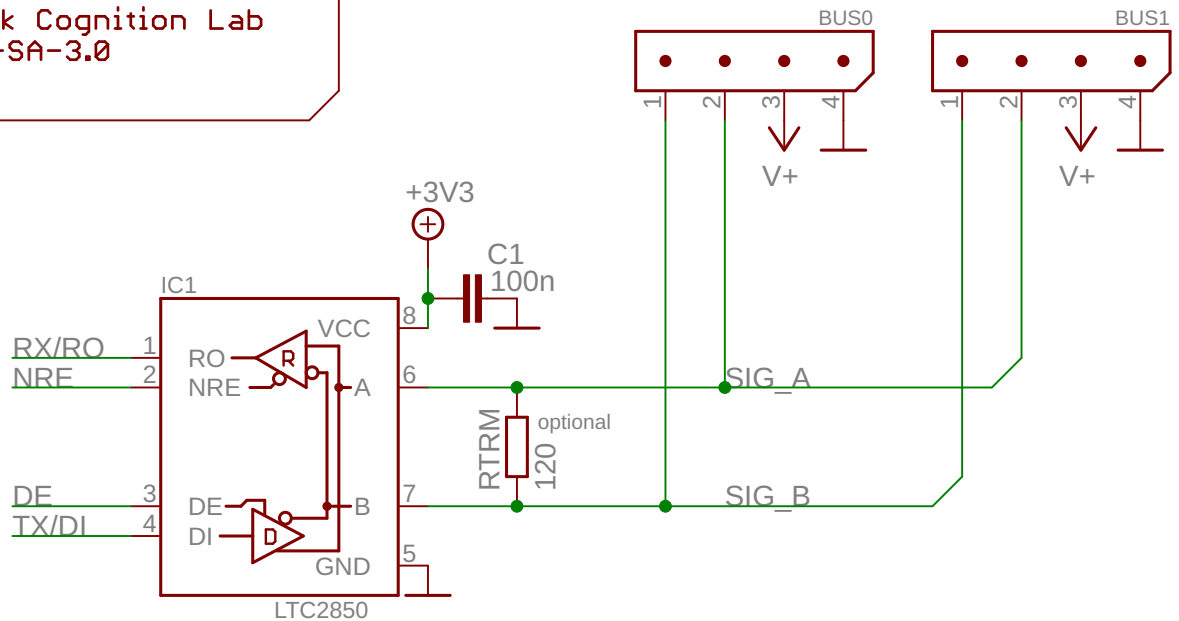 k Cognition Lab
-SA-3.0
BUS0
BUS1
1 2 3 4
1 2 3 4
V+
V+
+3V3
C1
100n
IC1
VCC
8
RX/RO
1
RO
R
NRE
2
NRE
A
6
SIG_A
RTRM
optional
120
DE
3
DE
B
7
SIG_B
TX/DI
4
DI
D
GND
5
LTC2850